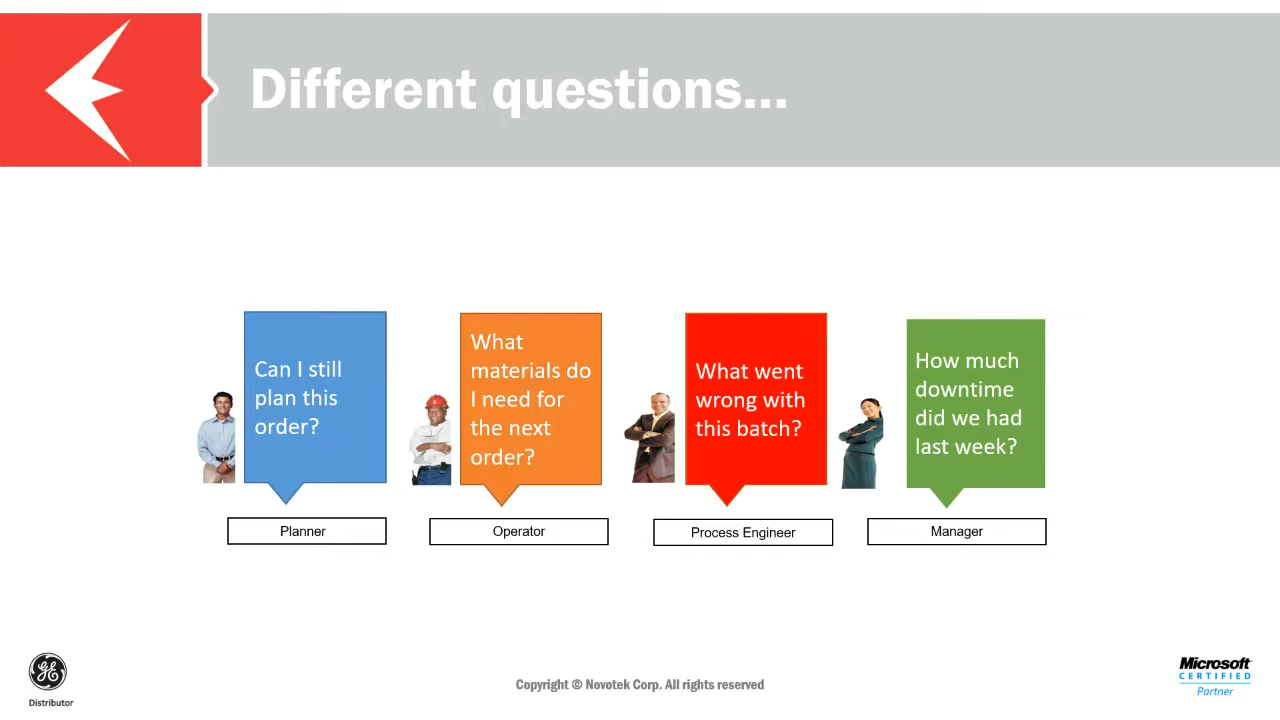 Different questions...
Can I still
plan this
order?
What
materials do
I need for
the next
order?
What went
wrong with
this batch?
How much
downtime
did we had
last week?
Planner
Operator
Process Engineer
Manager
GE
Distributor
Copyright © Novotek Corp. All rights reserved
Microsoft
CERTIFIED
Partner